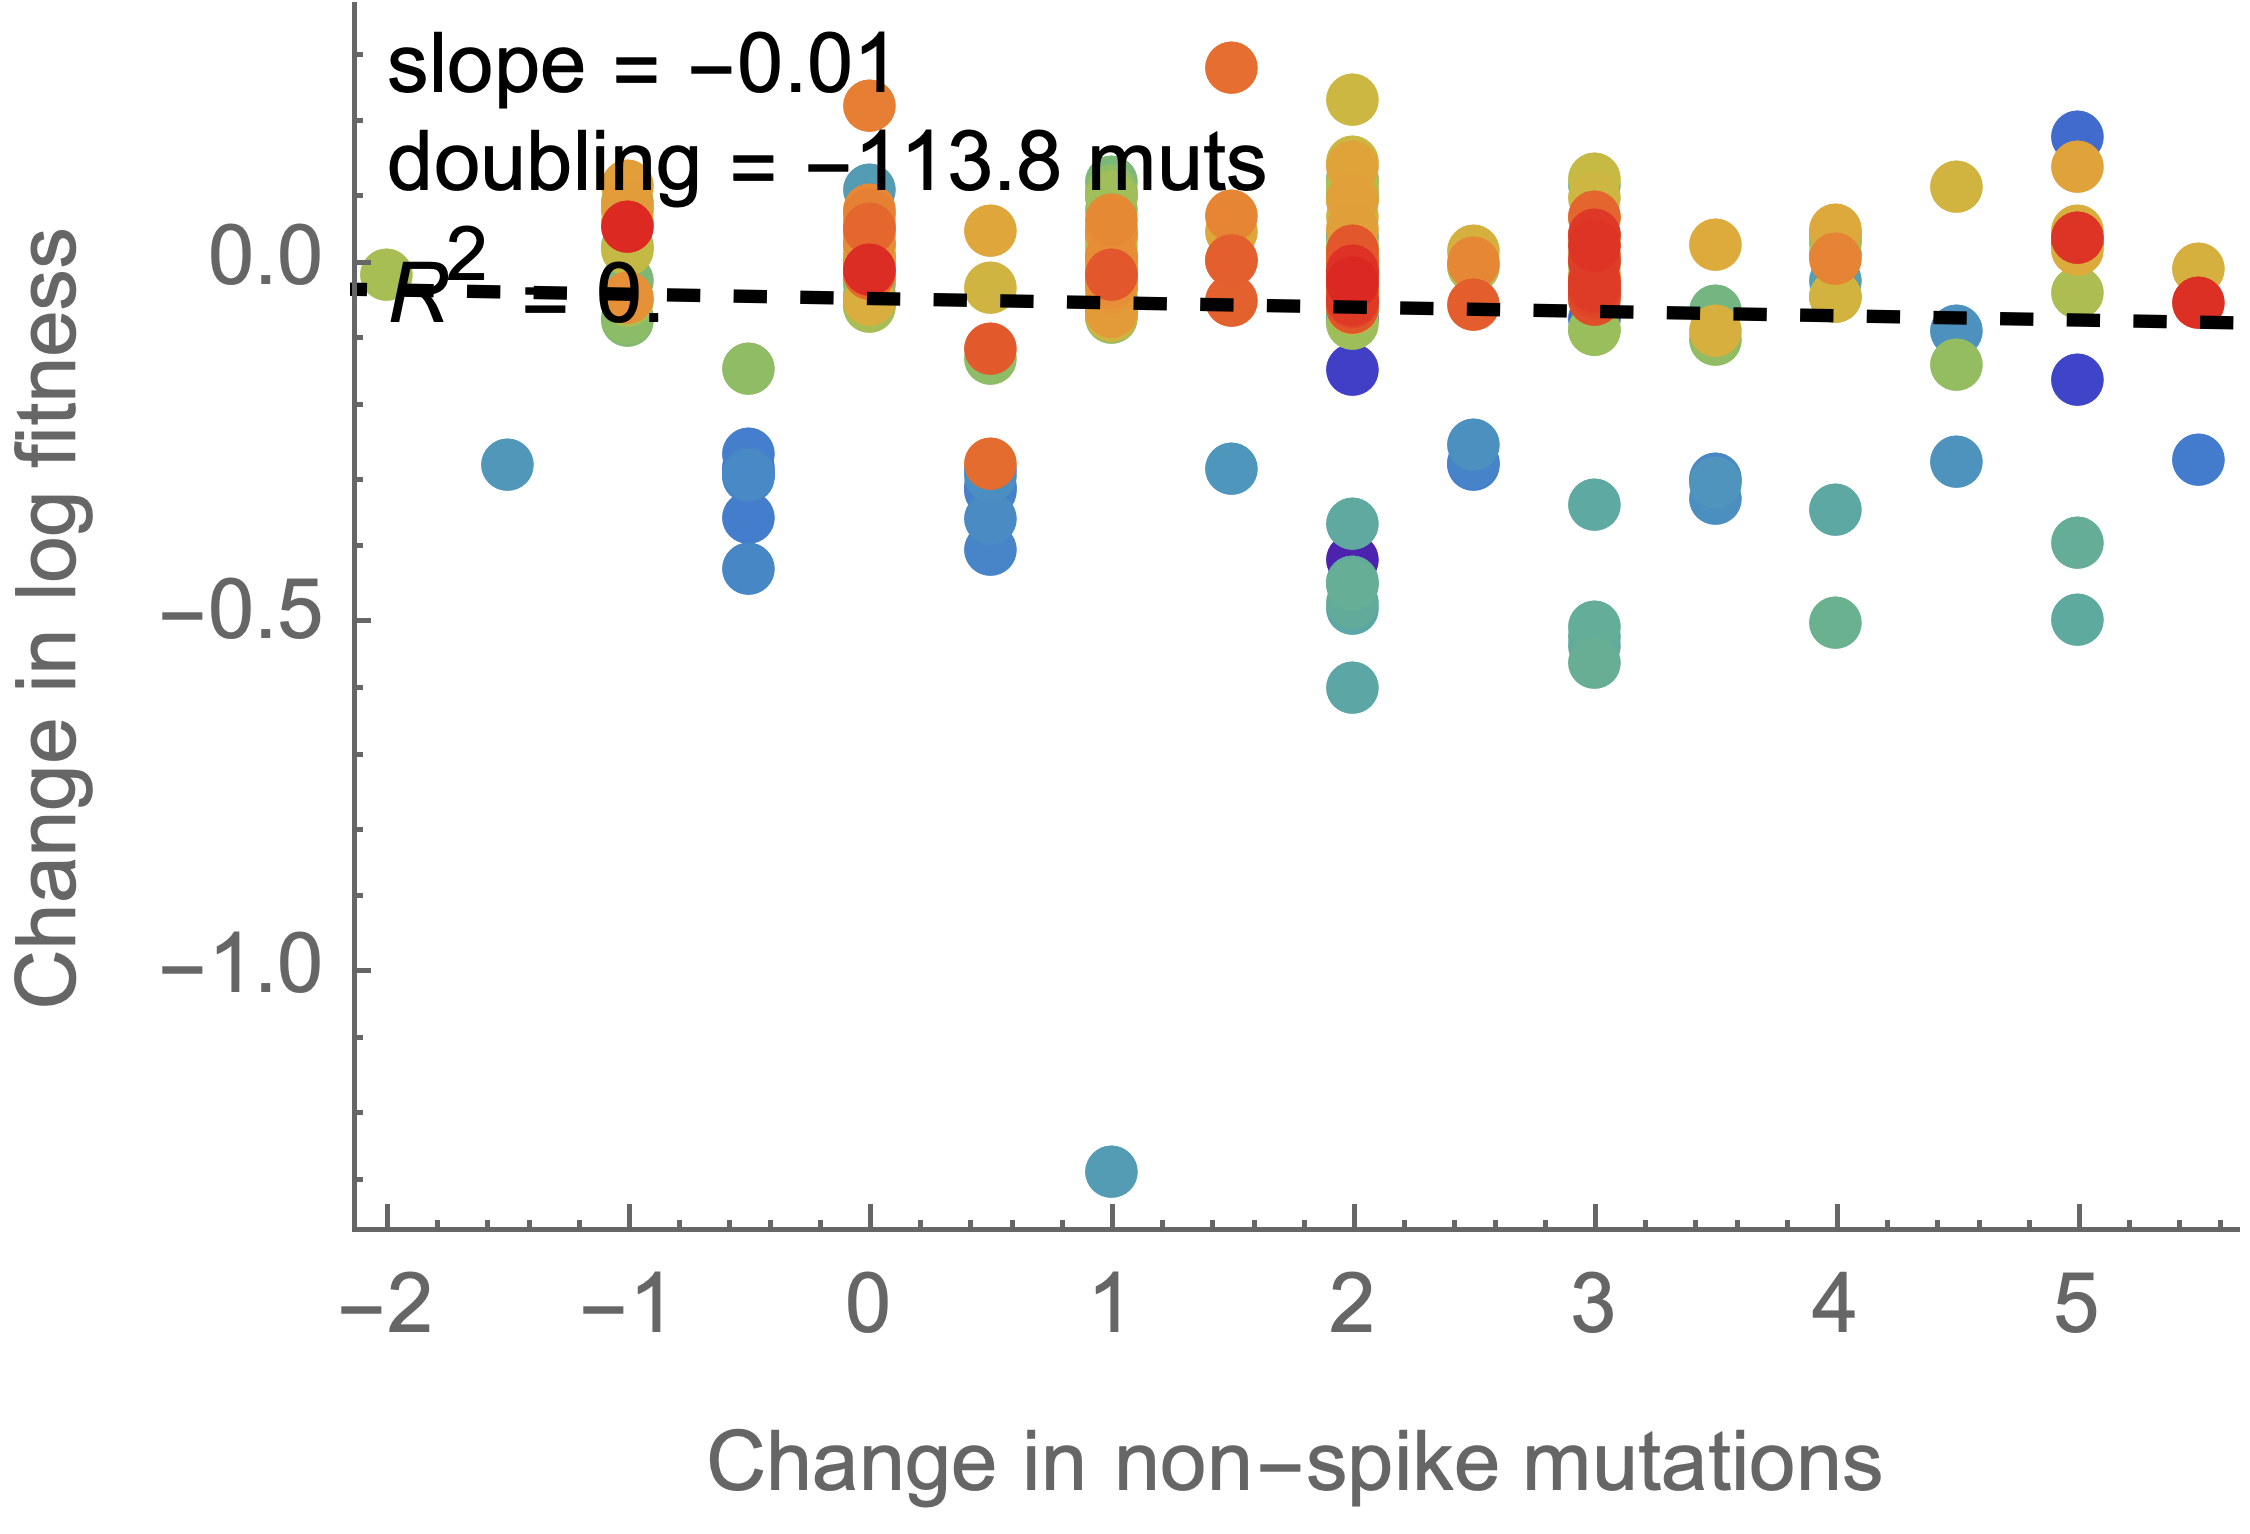 slope = −0.01
doubling = −113.8 muts
R² = 0.
Change in log fitness
0.0
−0.5
−1.0
−2 −1 0 1 2 3 4 5
Change in non−spike mutations